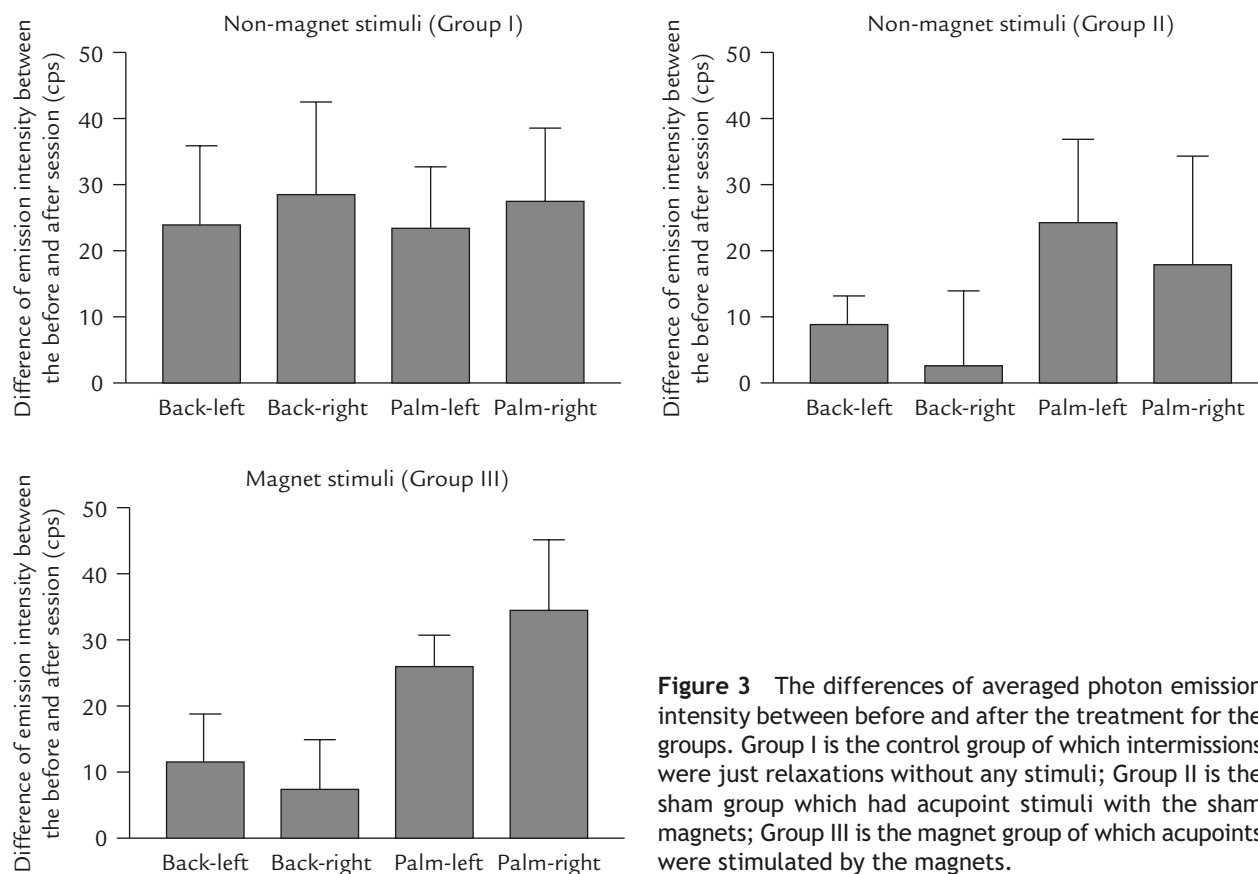 Non-magnet stimuli (Group I)
Difference of emission intensity between
the before and after session (cps)
50
40
30
20
10
0
Back-left Back-right Palm-left Palm-right
Non-magnet stimuli (Group II)
Difference of emission intensity between
the before and after session (cps)
50
40
30
20
10
0
Back-left Back-right Palm-left Palm-right
Magnet stimuli (Group III)
Difference of emission intensity between
the before and after session (cps)
50
40
30
20
10
0
Back-left Back-right Palm-left Palm-right
Figure 3 The differences of averaged photon emission
intensity between before and after the treatment for the
groups. Group I is the control group of which intermissions
were just relaxations without any stimuli; Group II is the
sham group which had acupoint stimuli with the sham
magnets; Group III is the magnet group of which acupoints
were stimulated by the magnets.